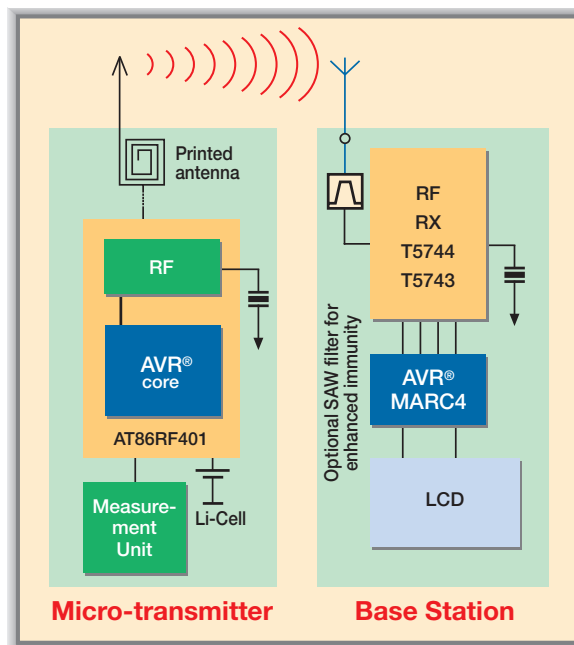 Printed
antenna
RF
AVR®
core
AT86RF401
Measure-
ment
Unit
Li-Cell
Micro-transmitter
RF
RX
T5744
T5743
Optional SAW filter for
enhanced immunity
AVR®
MARC4
LCD
Base Station